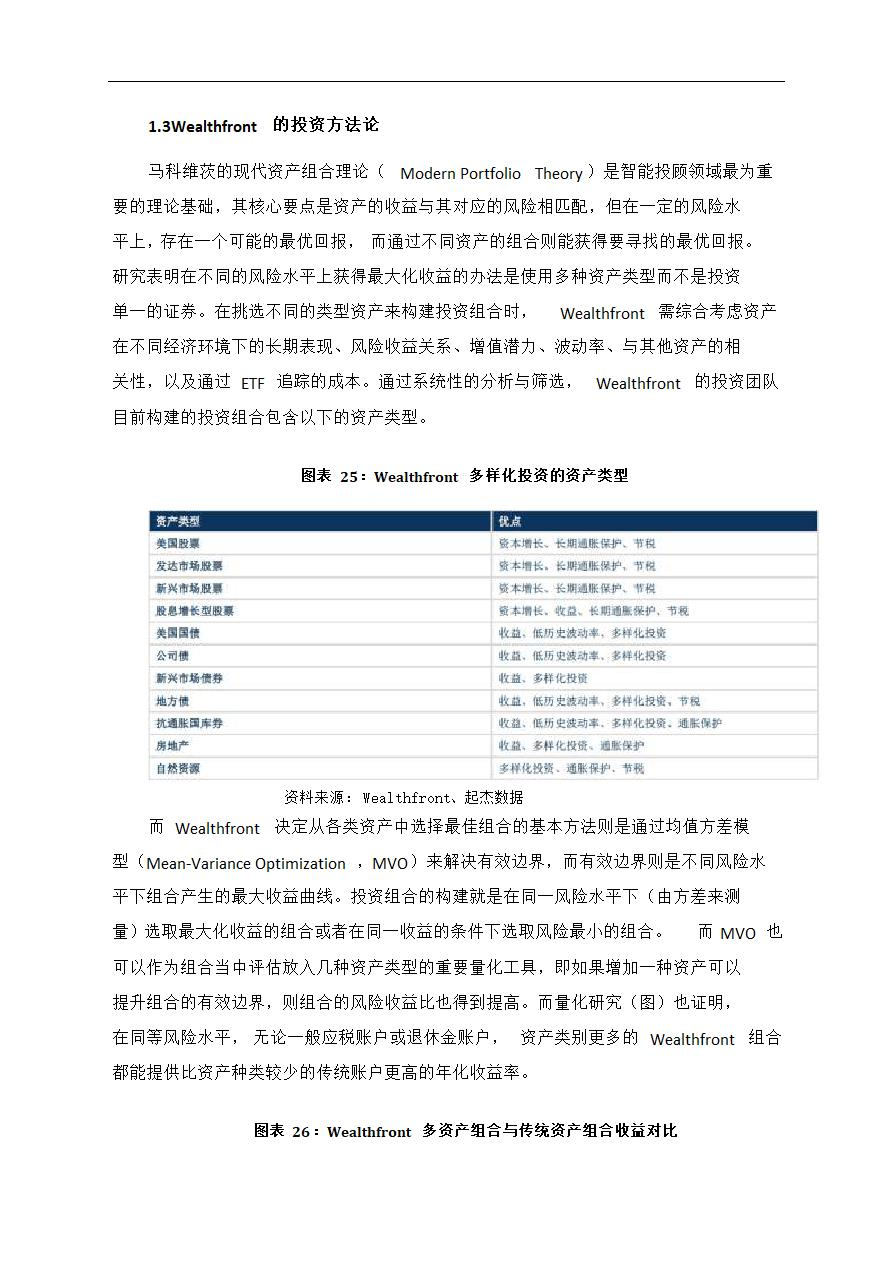 1.3Wealthfront 的投资方法论
马科维茨的现代资产组合理论（ Modern Portfolio Theory ）是智能投顾领域最为重
要的理论基础，其核心要点是资产的收益与其对应的风险相匹配，但在一定的风险水
平上，存在一个可能的最优回报， 而通过不同资产的组合则能获得要寻找的最优回报。
研究表明在不同的风险水平上获得最大化收益的办法是使用多种资产类型而不是投资
单一的证券。在挑选不同的类型资产来构建投资组合时， Wealthfront 需综合考虑资产
在不同经济环境下的长期表现、风险收益关系、增值潜力、波动率、与其他资产的相
关性，以及通过 ETF 追踪的成本。通过系统性的分析与筛选， Wealthfront 的投资团队
目前构建的投资组合包含以下的资产类型。
图表 25：Wealthfront 多样化投资的资产类型
资产类型 优点
美国股票 资本增长、长期通胀保护、节税
发达市场股票 资本增长、长期通胀保护、节税
新兴市场股票 资本增长、长期通胀保护、节税
股息增长型股票 资本增长、收益、长期通胀保护、节税
美国国债 收益、低历史波动率、多样化投资
公司债 收益、低历史波动率、多样化投资
新兴市场债券 收益、多样化投资
地方债 收益、低历史波动率、多样化投资、节税
抗通胀国库券 收益、低历史波动率、多样化投资、通胀保护
房地产 收益、多样化投资、通胀保护
自然资源 多样化投资、通胀保护、节税
资料来源：Wealthfront、起杰数据
而 Wealthfront 决定从各类资产中选择最佳组合的基本方法则是通过均值方差模
型（Mean-Variance Optimization ，MVO）来解决有效边界，而有效边界则是不同风险水
平下组合产生的最大收益曲线。投资组合的构建就是在同一风险水平下（由方差来测
量）选取最大化收益的组合或者在同一收益的条件下选取风险最小的组合。 而 MVO 也
可以作为组合当中评估放入几种资产类型的重要量化工具，即如果增加一种资产可以
提升组合的有效边界，则组合的风险收益比也得到提高。而量化研究（图）也证明，
在同等风险水平， 无论一般应税账户或退休金账户， 资产类别更多的 Wealthfront 组合
都能提供比资产种类较少的传统账户更高的年化收益率。
图表 26：Wealthfront 多资产组合与传统资产组合收益对比